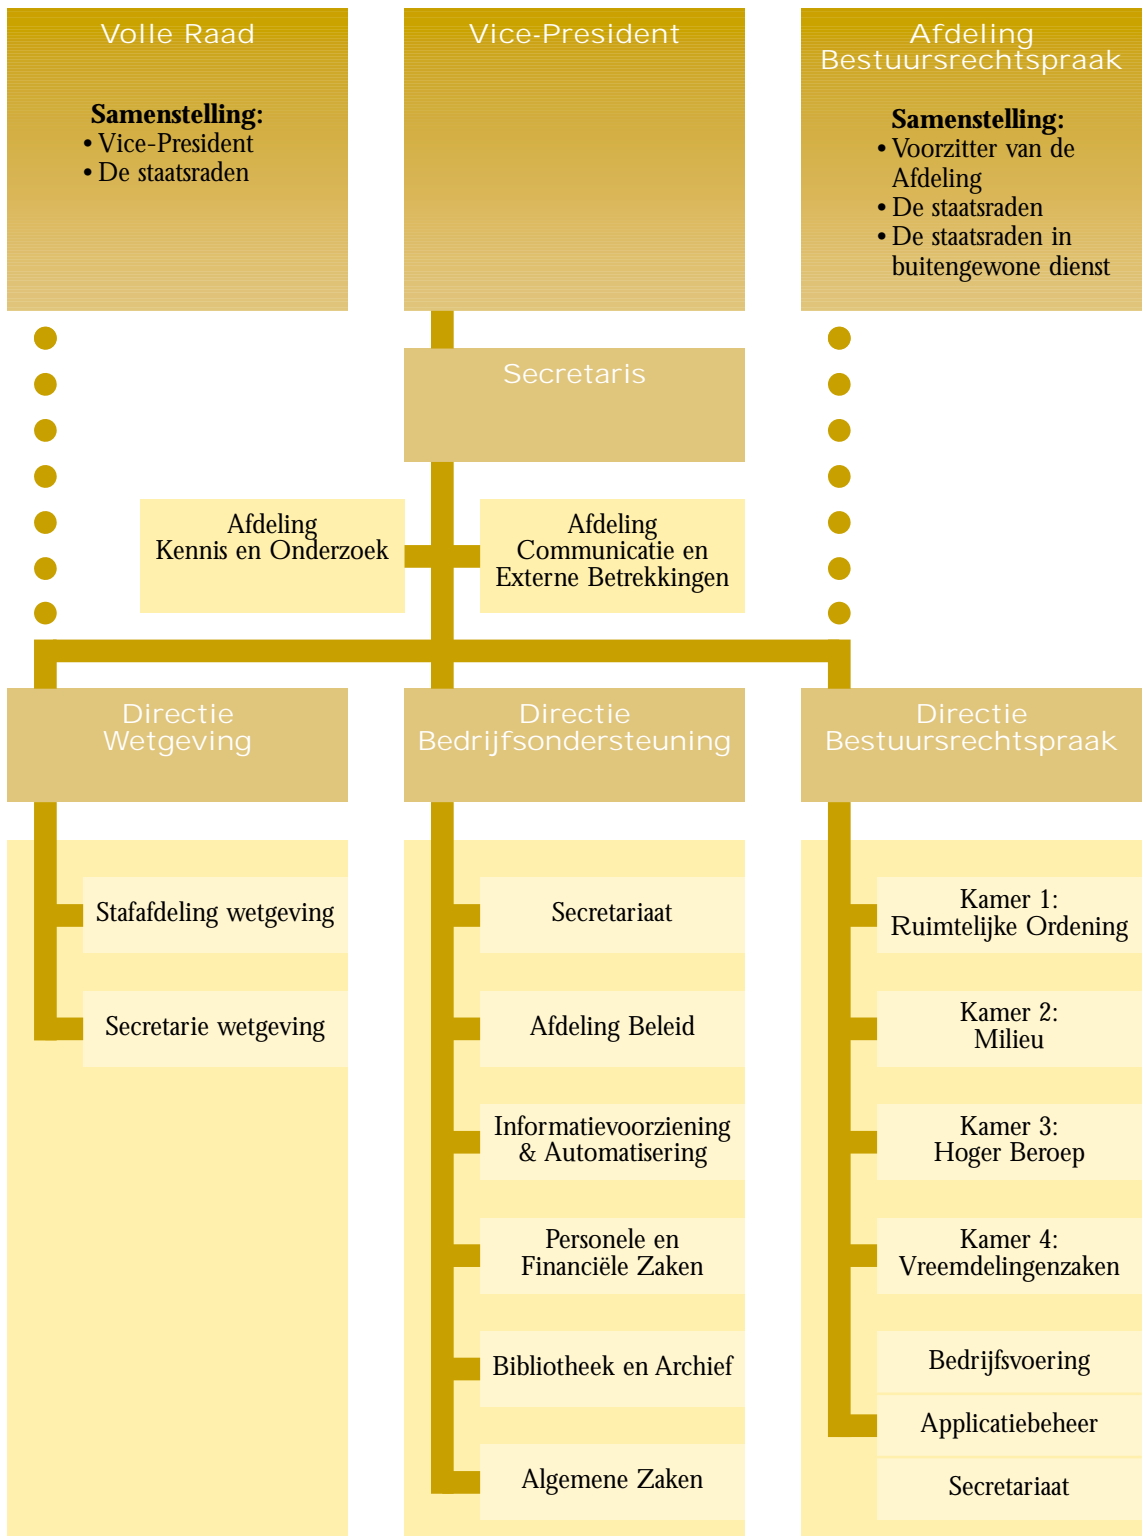 Volle Raad
Samenstelling:
• Vice-President
• De staatsraden
Vice-President
Afdeling
Bestuursrechtspraak
Samenstelling:
• Voorzitter van de
Afdeling
• De staatsraden
• De staatsraden in
buitengewone dienst
Secretaris
Afdeling
Kennis en Onderzoek
Afdeling
Communicatie en
Externe Betrekkingen
Directie
Wetgeving
Stafafdeling wetgeving
Secretarie wetgeving
Directie
Bedrijfsondersteuning
Secretariaat
Afdeling Beleid
Informatievoorziening
& Automatisering
Personele en
Financiële Zaken
Bibliotheek en Archief
Algemene Zaken
Directie
Bestuursrechtspraak
Kamer 1:
Ruimtelijke Ordening
Kamer 2:
Milieu
Kamer 3:
Hoger Beroep
Kamer 4:
Vreemdelingenzaken
Bedrijfsvoering
Applicatiebeheer
Secretariaat